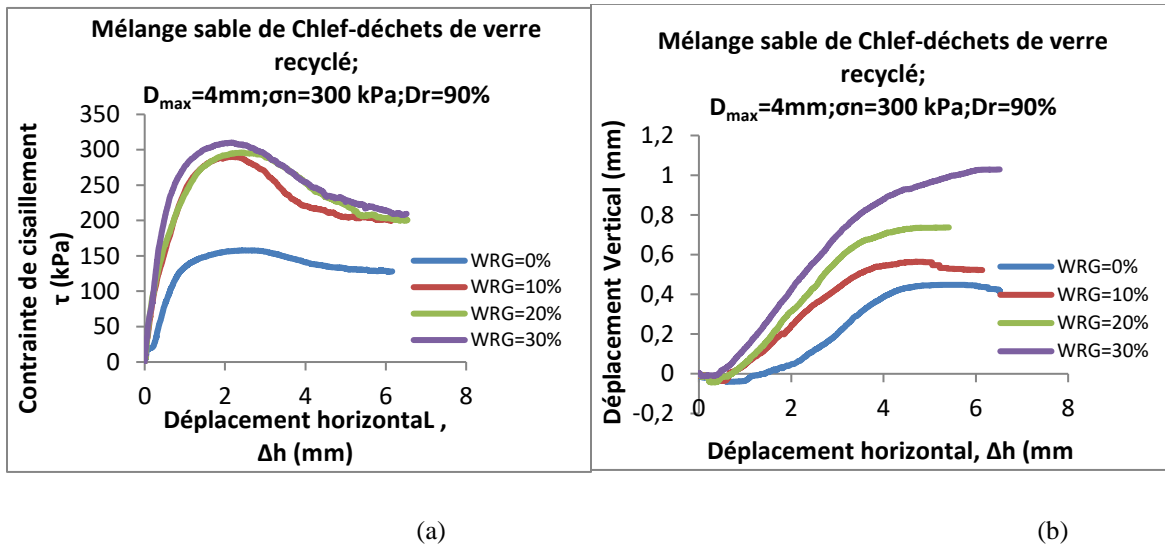 Mélange sable de Chlef-déchets de verre
recyclé;
Dmax=4mm;σn=300 kPa;Dr=90%
Contrainte de cisaillement
τ (kPa)
350
300
250
200
150
100
50
0
0 2 4 6 8
Déplacement horizontaL ,
Δh (mm)
WRG=0%
WRG=10%
WRG=20%
WRG=30%
Mélange sable de Chlef-déchets de verre
recyclé;
Dmax=4mm;σn=300 kPa;Dr=90%
Déplacement Vertical (mm)
1,2
1
0,8
0,6
0,4
0,2
0
-0,2
0 2 4 6 8
Déplacement horizontal, Δh (mm
WRG=0%
WRG=10%
WRG=20%
WRG=30%
(a) (b)